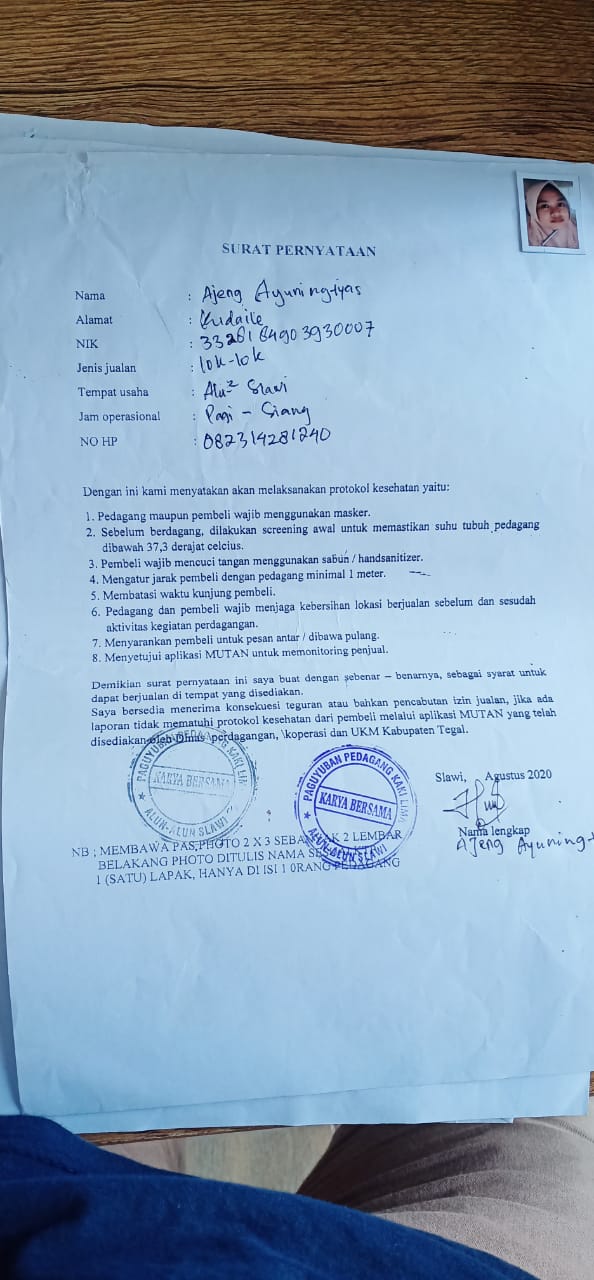 SURAT PERNYATAAN
Nama : Ajeng Ayuningtyas
Alamat : Kudaile
NIK : 3328164903930007
Jenis jualan : lok-lok
Tempat usaha : Alu² Slawi
Jam operasional : Pagi - Siang
NO HP : 082314281240
Dengan ini kami menyatakan akan melaksanakan protokol kesehatan yaitu:
1. Pedagang maupun pembeli wajib menggunakan masker.
2. Sebelum berdagang, dilakukan screening awal untuk memastikan suhu tubuh pedagang
dibawah 37,3 derajat celcius.
3. Pembeli wajib mencuci tangan menggunakan sabun / handsanitizer.
4. Mengatur jarak pembeli dengan pedagang minimal 1 meter.
5. Membatasi waktu kunjung pembeli.
6. Pedagang dan pembeli wajib menjaga kebersihan lokasi berjualan sebelum dan sesudah
aktivitas kegiatan perdagangan.
7. Menyarankan pembeli untuk pesan antar / dibawa pulang.
8. Menyetujui aplikasi MUTAN untuk memonitoring penjual.
Demikian surat pernyataan ini saya buat dengan sebenar – benarnya, sebagai syarat untuk
dapat berjualan di tempat yang disediakan.
Saya bersedia menerima konsekuesi teguran atau bahkan pencabutan izin jualan, jika ada
laporan tidak mematuhi protokol kesehatan dari pembeli melalui aplikasi MUTAN yang telah
disediakan oleh Dinas \perdagangan, \koperasi dan UKM Kabupaten Tegal.
PAGUYUBAN PEDAGANG KAKI LIMA
KARYA BERSAMA
ALUN-ALUN SLAWI
PAGUYUBAN PEDAGANG KAKI LIMA
KARYA BERSAMA
ALUN-ALUN SLAWI
Slawi, Agustus 2020
Nama lengkap
Ajeng Ayuning-t
NB ; MEMBAWA PAS PHOTO 2 X 3 SEBANYAK 2 LEMBAR
BELAKANG PHOTO DITULIS NAMA
1 (SATU) LAPAK, HANYA DI ISI 1 0RANG PEDAGANG